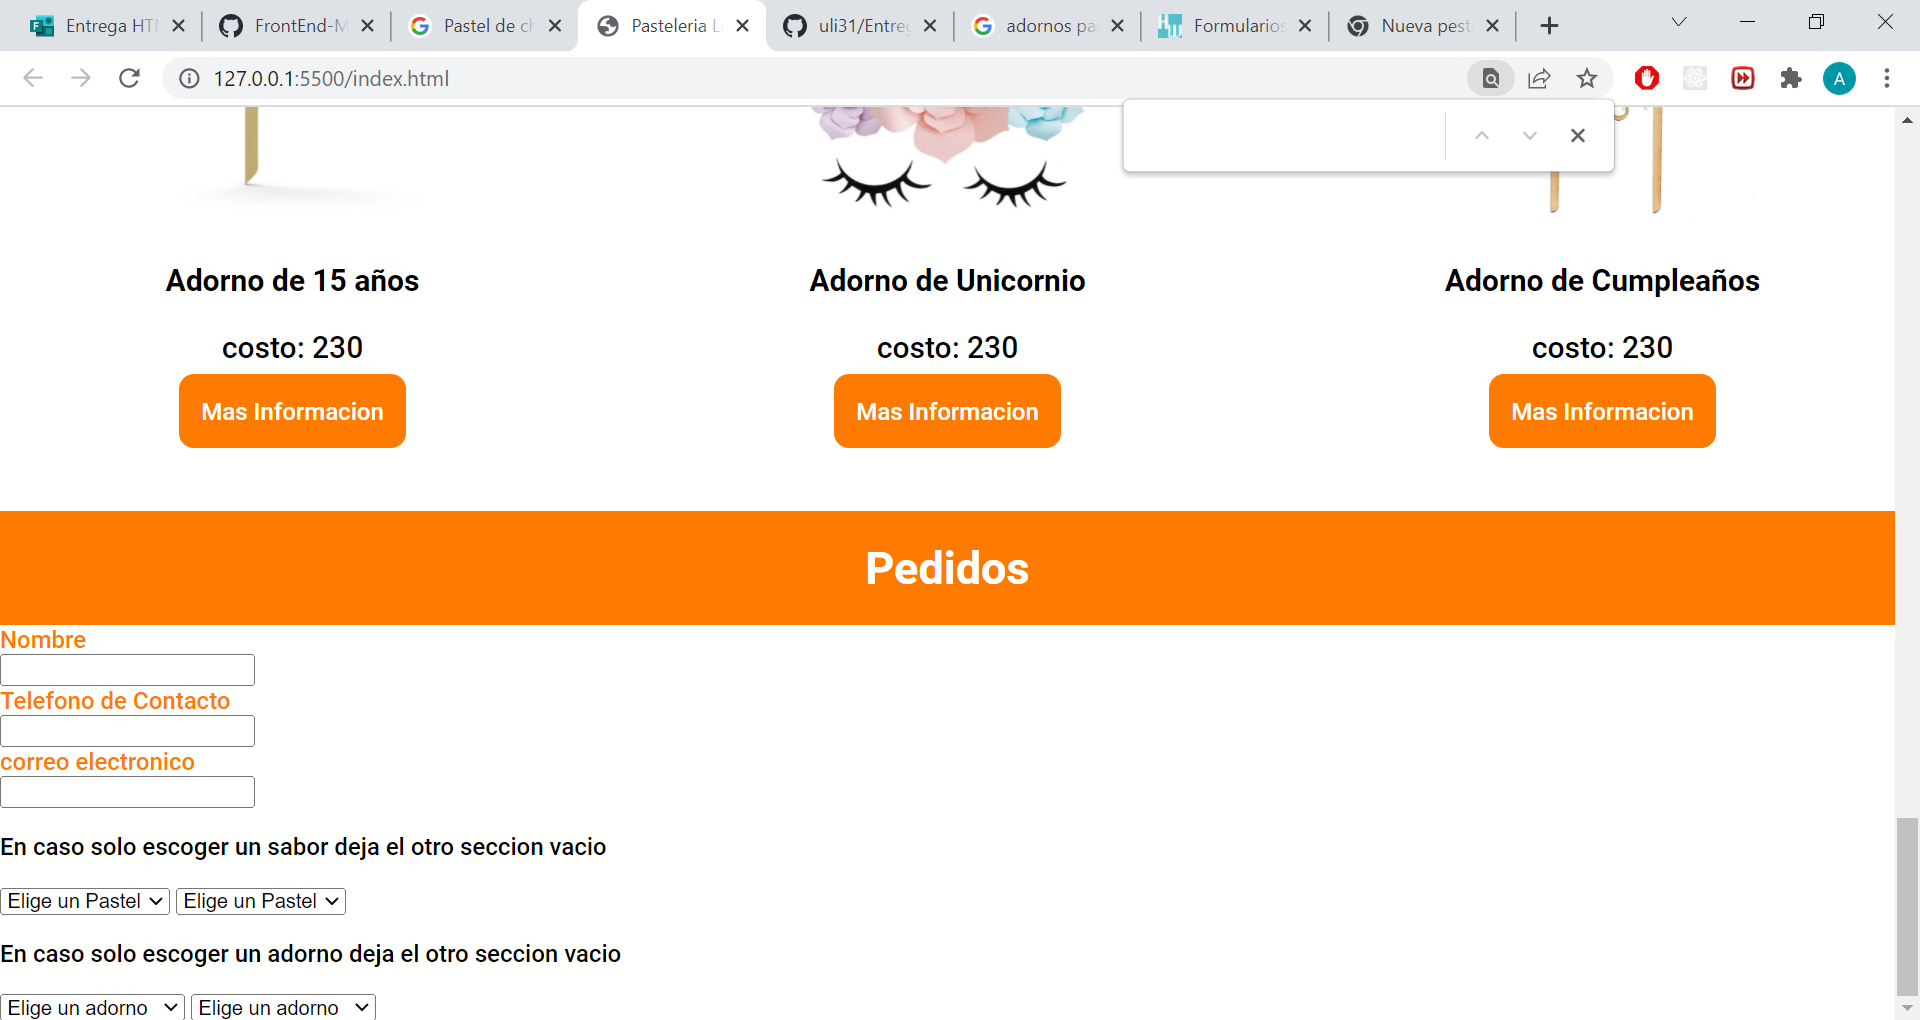 Entrega HT FrontEnd-M Pastel de ch Pasteleria L uli31/Entreg adornos pa Formularios Nueva pest
127.0.0.1:5500/index.html A
Adorno de 15 años Adorno de Unicornio Adorno de Cumpleaños
costo: 230 costo: 230 costo: 230
Mas Informacion Mas Informacion Mas Informacion
Pedidos
Nombre
Telefono de Contacto
correo electronico
En caso solo escoger un sabor deja el otro seccion vacio
Elige un Pastel Elige un Pastel
En caso solo escoger un adorno deja el otro seccion vacio
Elige un adorno Elige un adorno